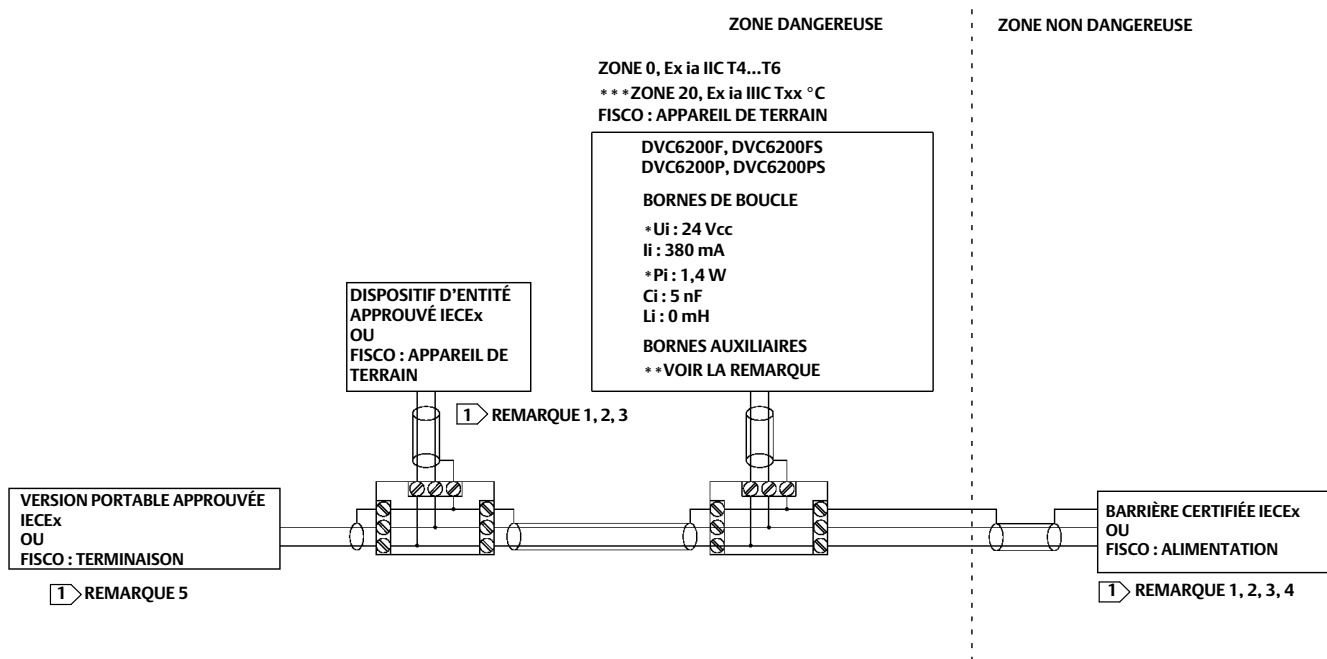 ZONE DANGEREUSE
ZONE NON DANGEREUSE
ZONE 0, Ex ia IIC T4...T6
***ZONE 20, Ex ia IIIC Txx °C
FISCO : APPAREIL DE TERRAIN
DVC6200F, DVC6200FS
DVC6200P, DVC6200PS
BORNES DE BOUCLE
*Ui : 24 Vcc
Ii : 380 mA
*Pi : 1,4 W
Ci : 5 nF
Li : 0 mH
BORNES AUXILIAIRES
**VOIR LA REMARQUE
DISPOSITIF D'ENTITÉ
APPROUVÉ IECEx
OU
FISCO : APPAREIL DE
TERRAIN
1 REMARQUE 1, 2, 3
VERSION PORTABLE APPROUVÉE
IECEx
OU
FISCO : TERMINAISON
1 REMARQUE 5
BARRIÈRE CERTIFIÉE IECEx
OU
FISCO : ALIMENTATION
1 REMARQUE 1, 2, 3, 4